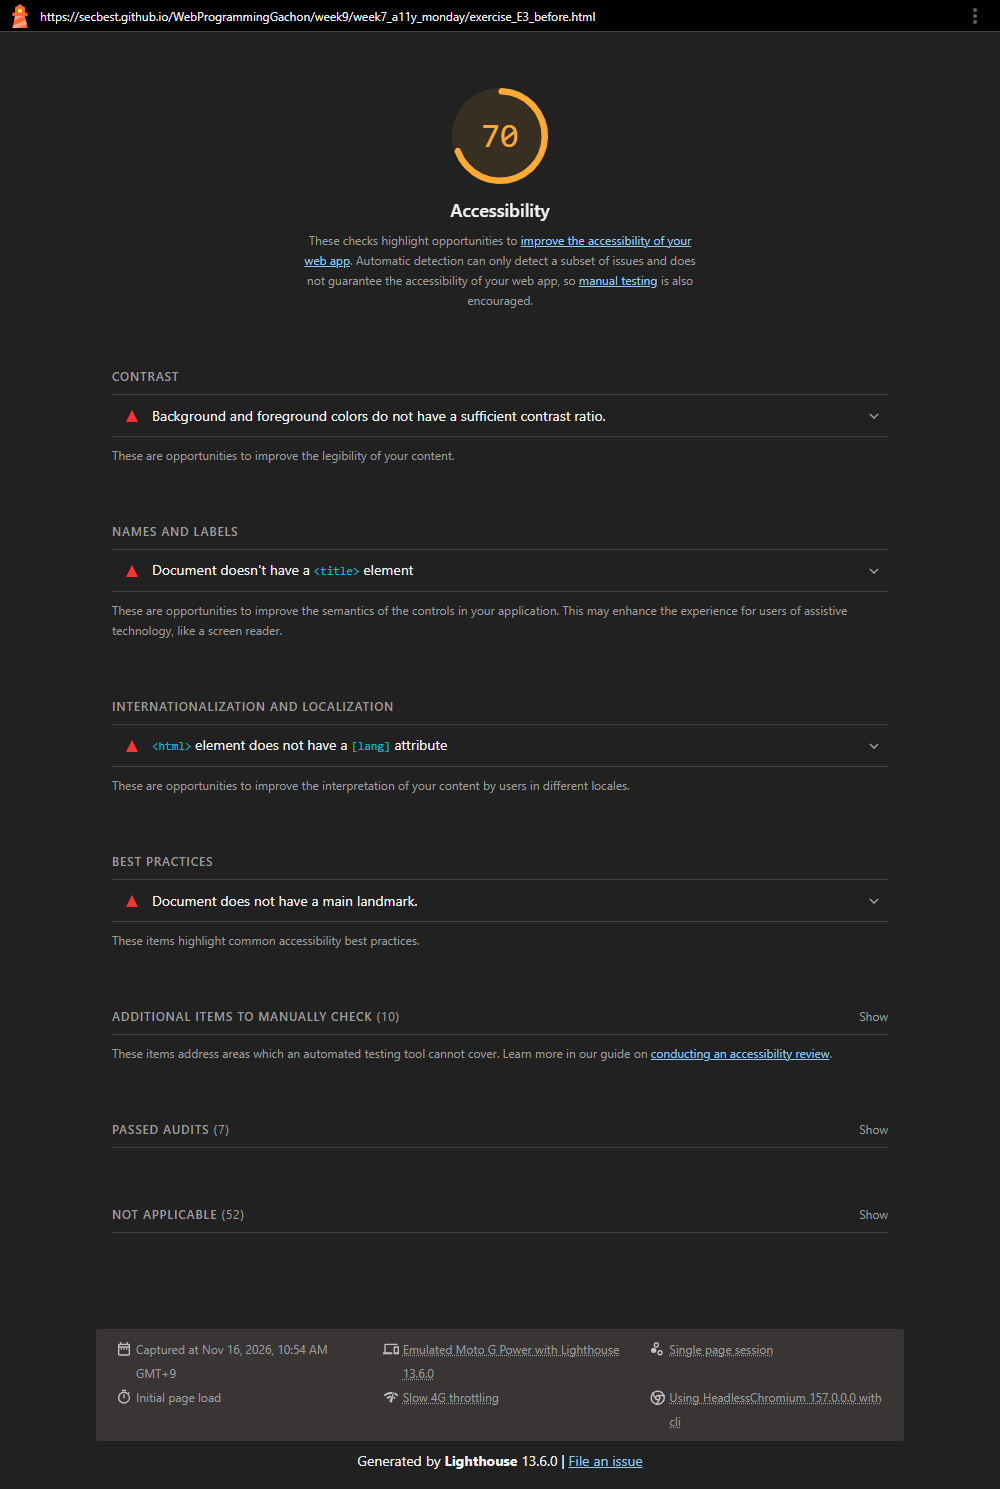 https://secbest.github.io/WebProgrammingGachon/week9/week7_a11y_monday/exercise_E3_before.html
70
Accessibility
These checks highlight opportunities to improve the accessibility of your
web app. Automatic detection can only detect a subset of issues and does
not guarantee the accessibility of your web app, so manual testing is also
encouraged.
CONTRAST
Background and foreground colors do not have a sufficient contrast ratio.
These are opportunities to improve the legibility of your content.
NAMES AND LABELS
Document doesn't have a <title> element
These are opportunities to improve the semantics of the controls in your application. This may enhance the experience for users of assistive
technology, like a screen reader.
INTERNATIONALIZATION AND LOCALIZATION
<html> element does not have a [lang] attribute
These are opportunities to improve the interpretation of your content by users in different locales.
BEST PRACTICES
Document does not have a main landmark.
These items highlight common accessibility best practices.
ADDITIONAL ITEMS TO MANUALLY CHECK (10) Show
These items address areas which an automated testing tool cannot cover. Learn more in our guide on conducting an accessibility review.
PASSED AUDITS (7) Show
NOT APPLICABLE (52) Show
Captured at Nov 16, 2026, 10:54 AM
GMT+9
Emulated Moto G Power with Lighthouse
13.6.0
Single page session
Initial page load
Slow 4G throttling
Using HeadlessChromium 157.0.0.0 with
cli
Generated by Lighthouse 13.6.0 | File an issue